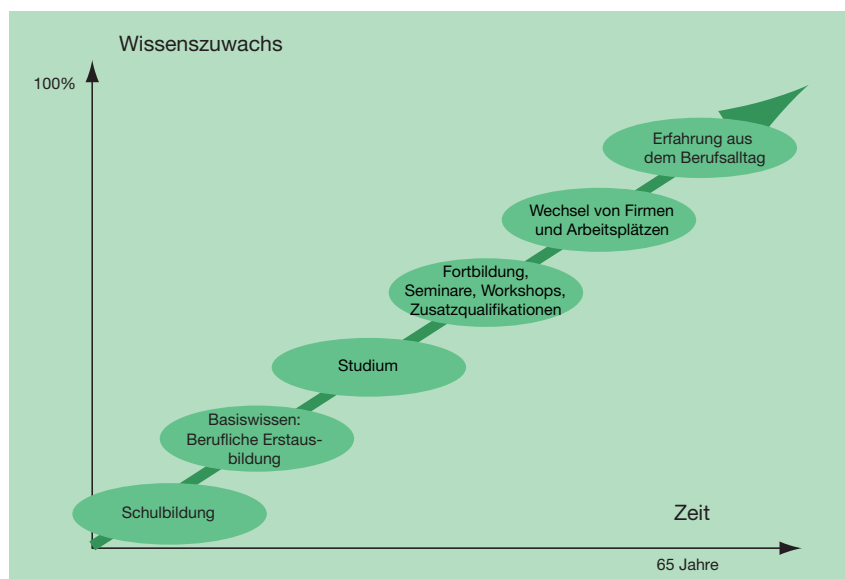 Wissenszuwachs
100%
Erfahrung aus
dem Berufsalltag
Wechsel von Firmen
und Arbeitsplätzen
Fortbildung,
Seminare, Workshops,
Zusatzqualifikationen
Studium
Basiswissen:
Berufliche Erstaus-
bildung
Schulbildung
Zeit
65 Jahre